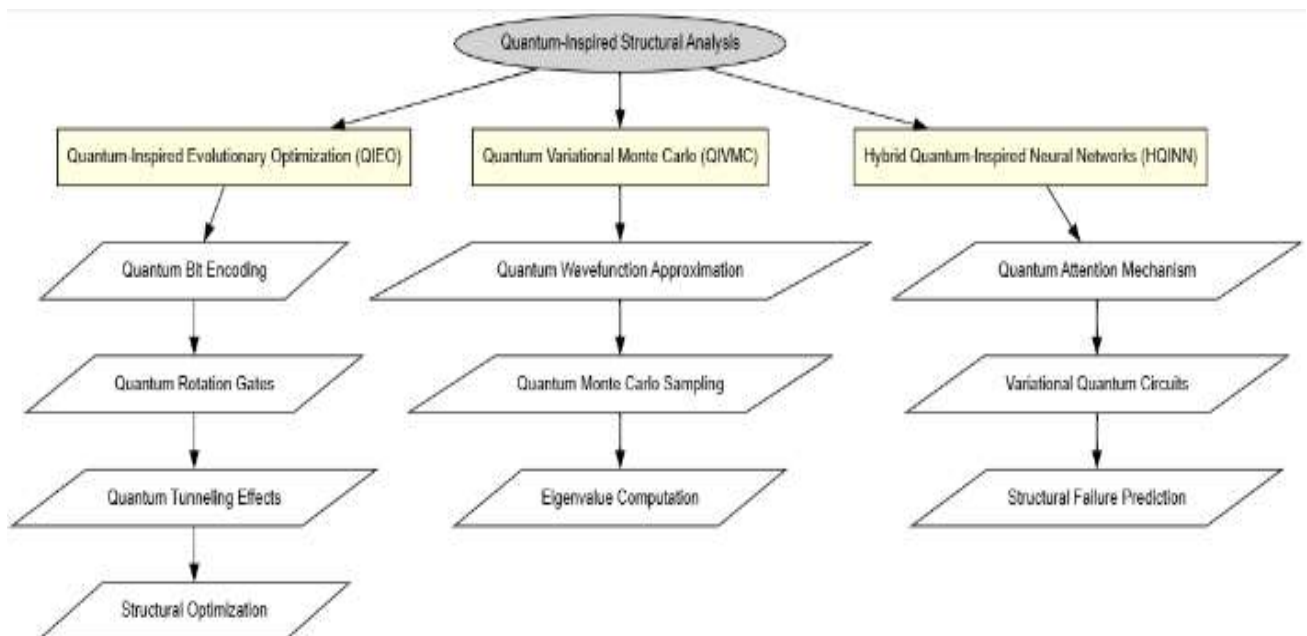 Quantum-Inspired Structural Analysis
Quantum-Inspired Evolutionary Optimization (QIEO)
Quantum Variational Monte Carlo (QIVMC)
Hybrid Quantum-Inspired Neural Networks (HQINN)
Quantum Bit Encoding
Quantum Wavefunction Approximation
Quantum Attention Mechanism
Quantum Rotation Gates
Quantum Monte Carlo Sampling
Variational Quantum Circuits
Quantum Tunneling Effects
Eigenvalue Computation
Structural Failure Prediction
Structural Optimization